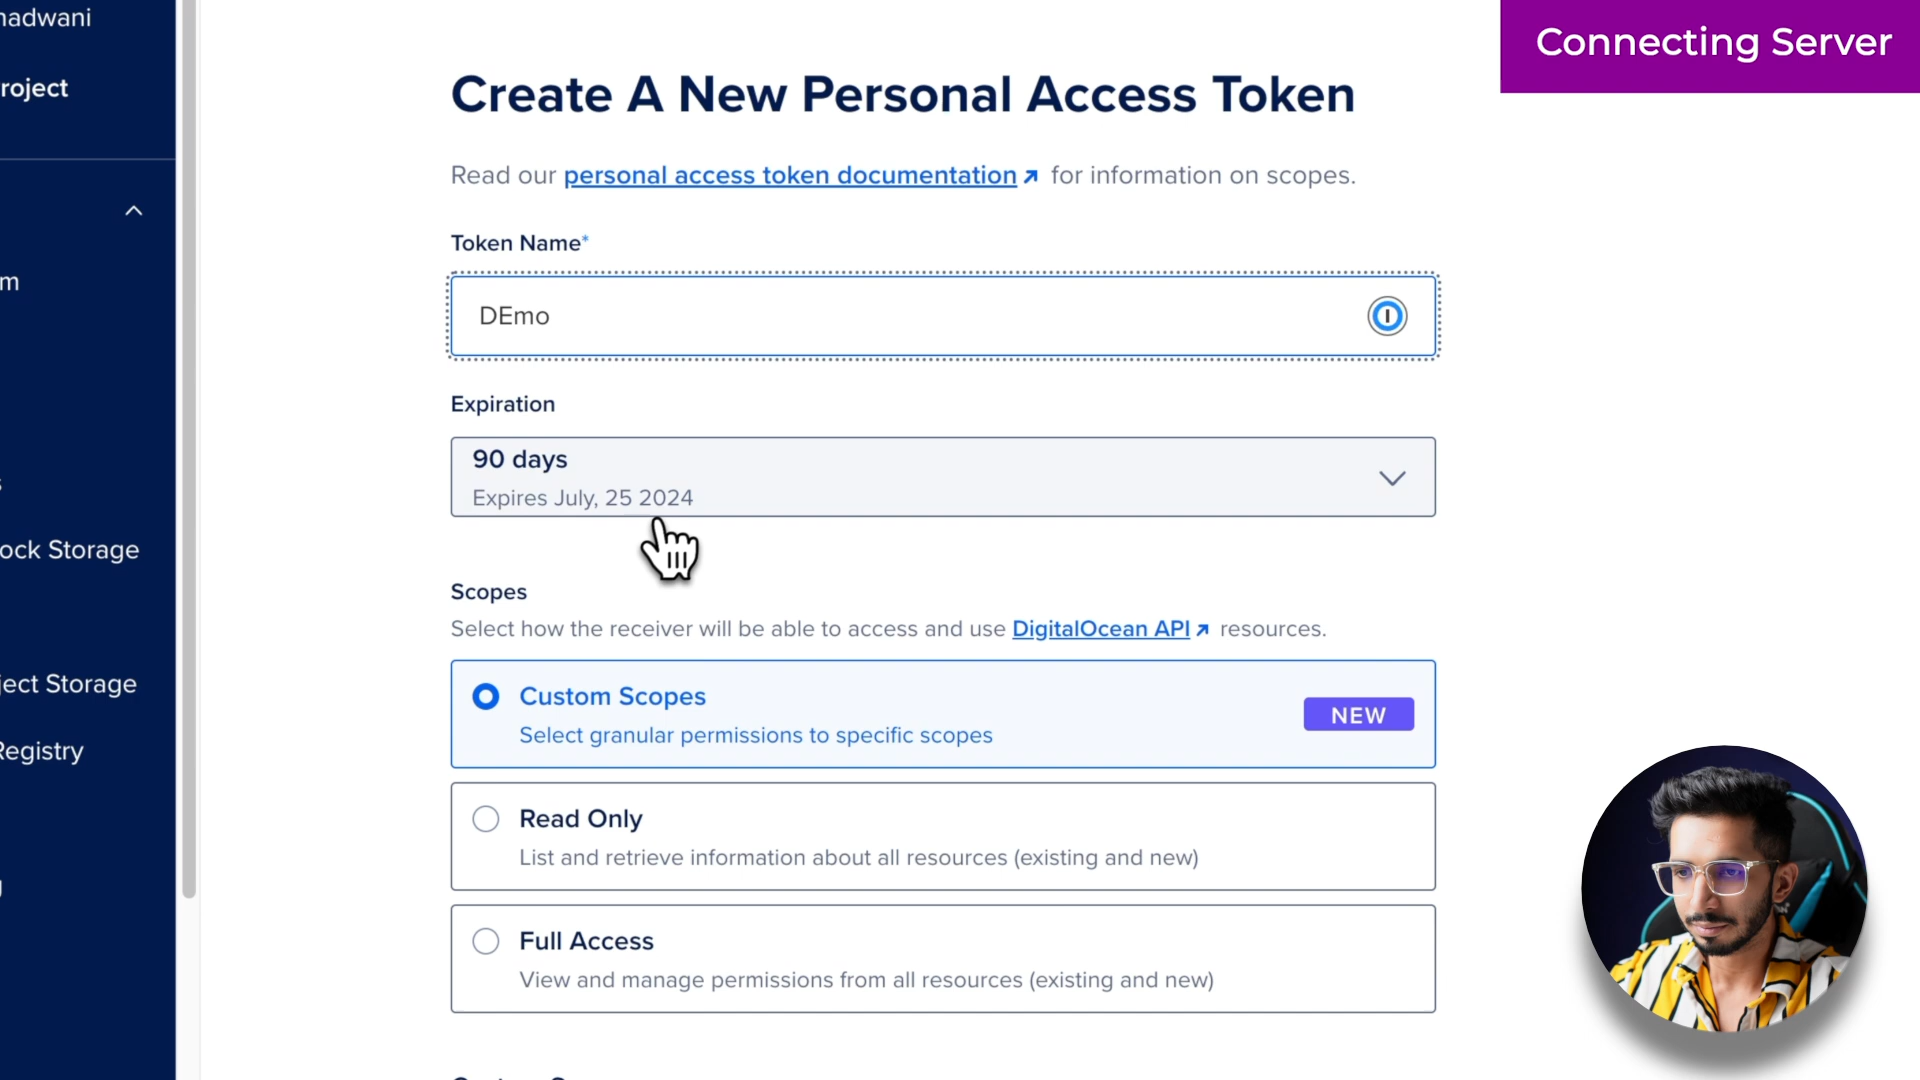 Connecting Server
roject
Create A New Personal Access Token
Read our personal access token documentation for information on scopes.
Token Name*
DEmo
Expiration
90 days
Expires July, 25 2024
Scopes
Select how the receiver will be able to access and use DigitalOcean API resources.
Custom Scopes
NEW
Select granular permissions to specific scopes
Read Only
List and retrieve information about all resources (existing and new)
Full Access
View and manage permissions from all resources (existing and new)
adwani
m
ock Storage
ject Storage
Registry